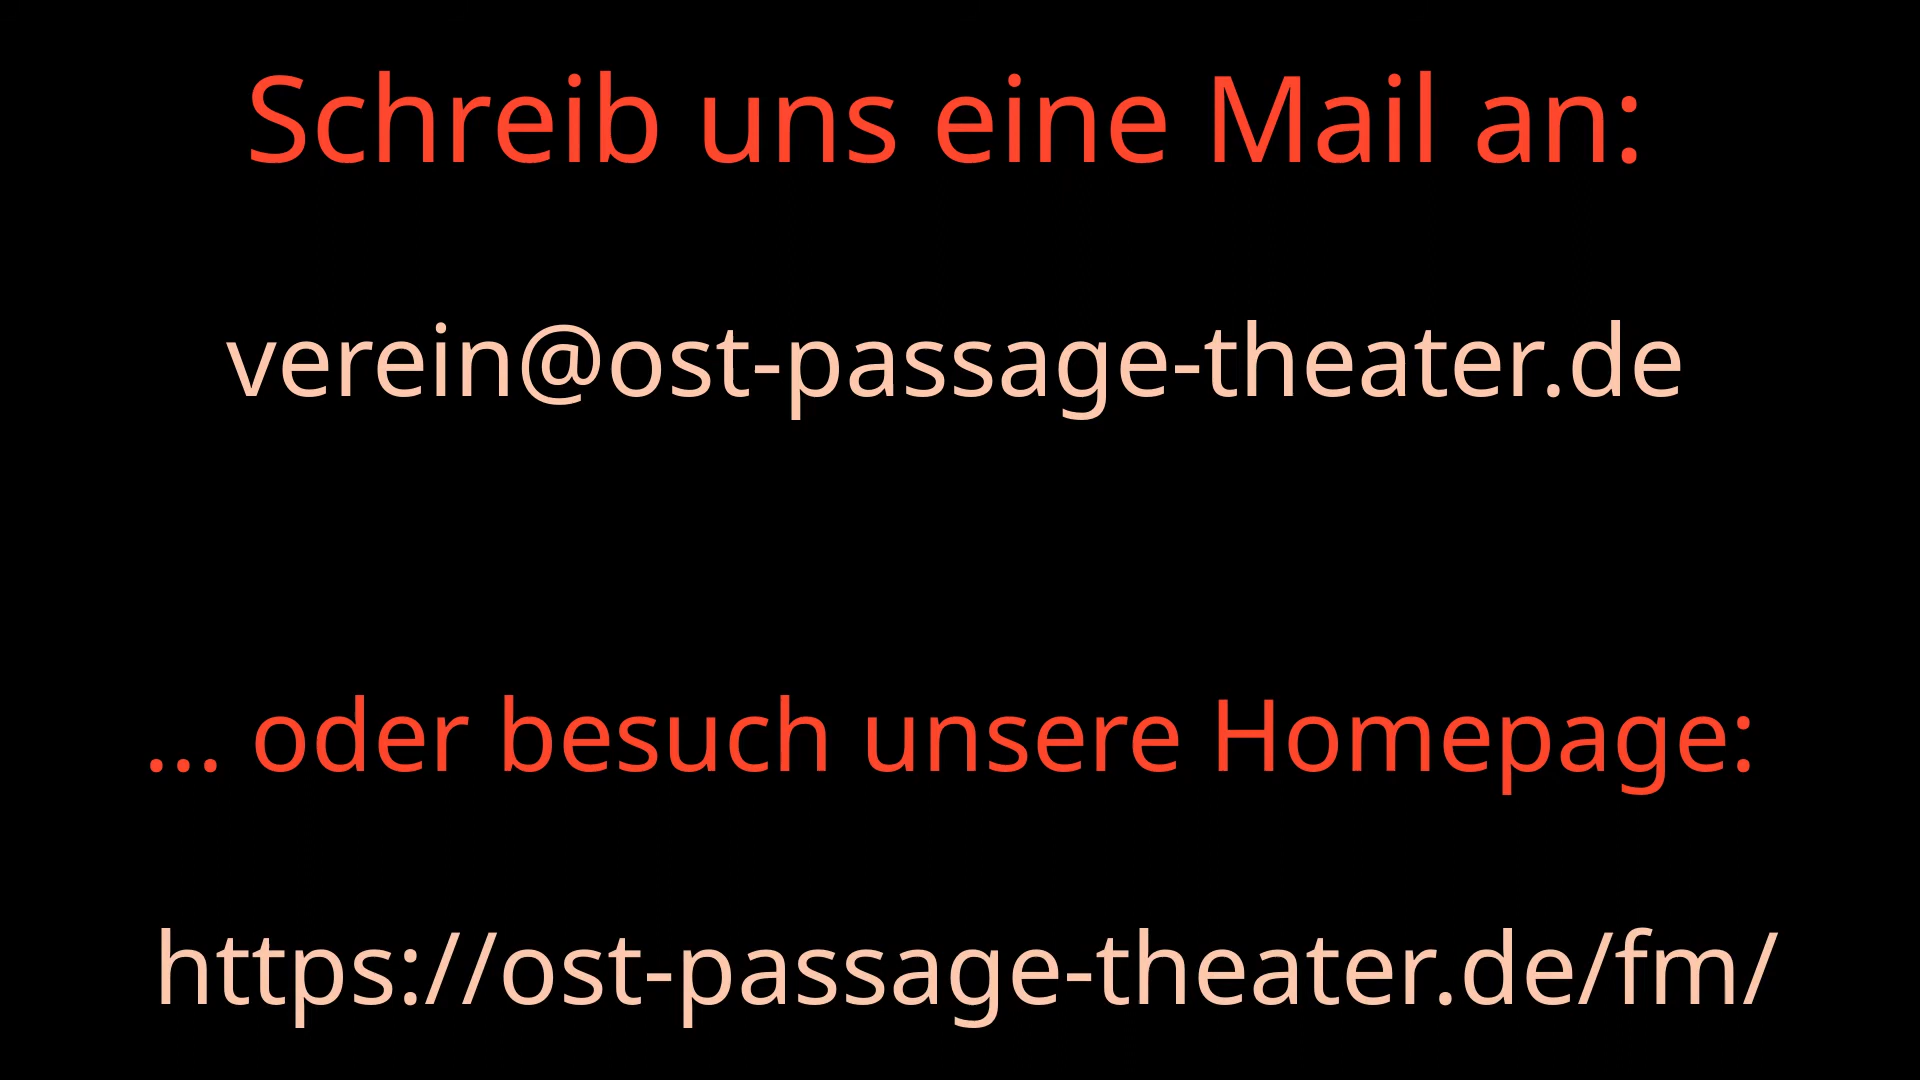 Schreib uns eine Mail an:
verein@ost-passage-theater.de
... oder besuch unsere Homepage:
https://ost-passage-theater.de/fm/